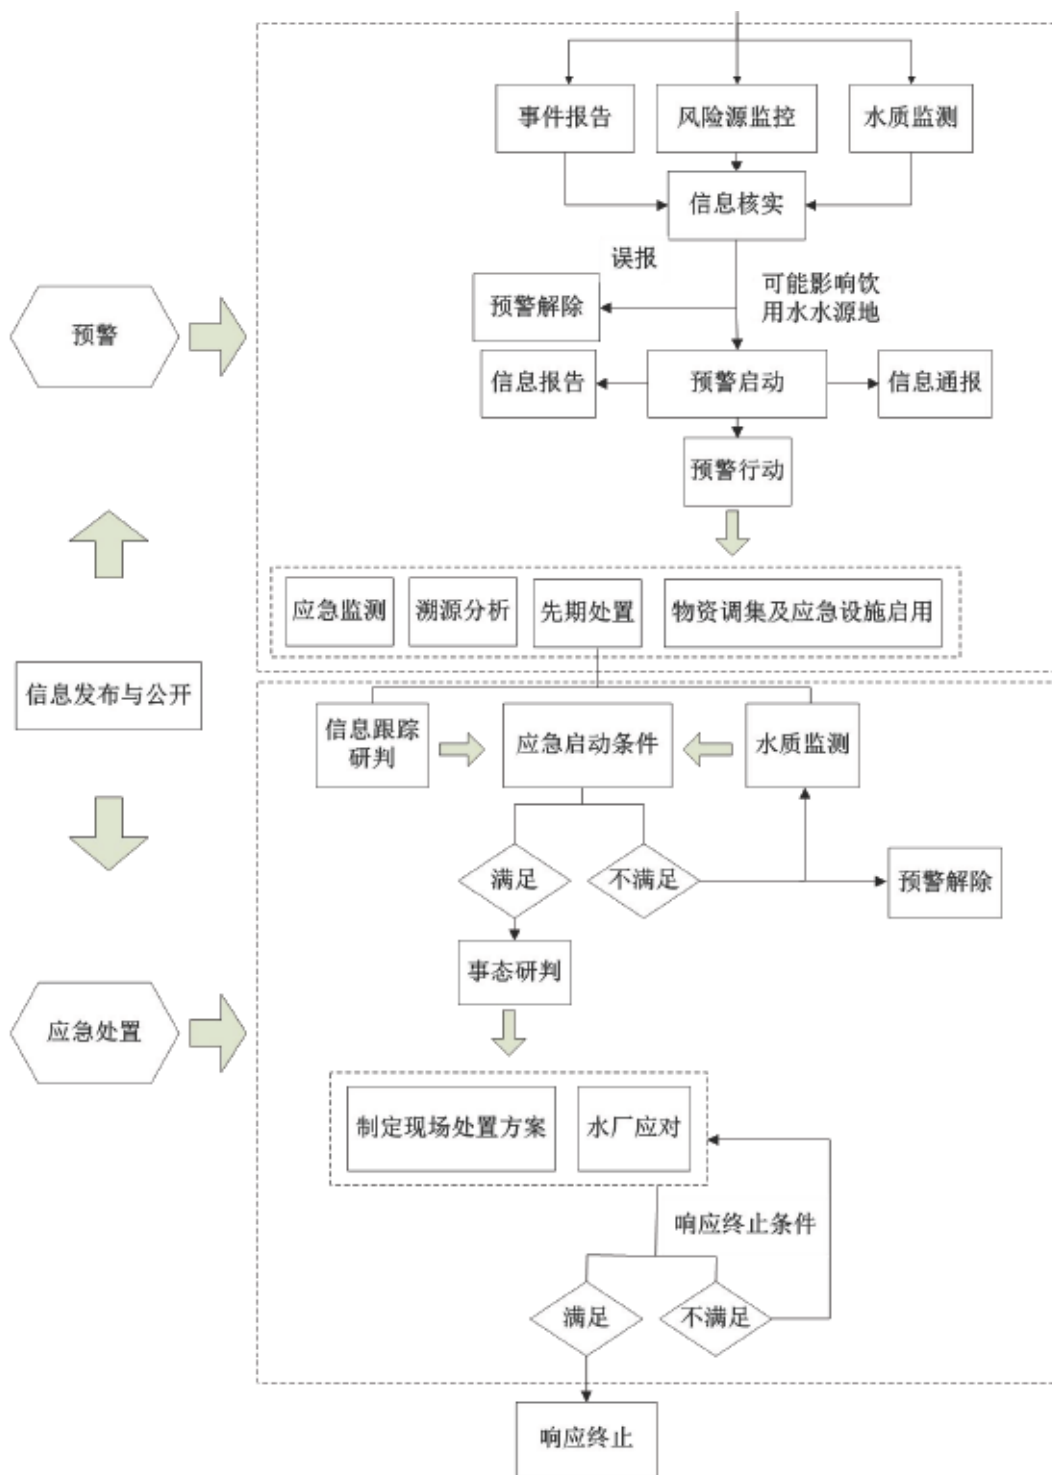 事件报告
风险源监控
水质监测
信息核实
误报
可能影响饮
用水水源地
预警解除
预警
信息报告
预警启动
信息通报
预警行动
应急监测
溯源分析
先期处置
物资调集及应急设施启用
信息发布与公开
信息跟踪
研判
应急启动条件
水质监测
满足
不满足
预警解除
事态研判
应急处置
制定现场处置方案
水厂应对
响应终止条件
满足
不满足
响应终止